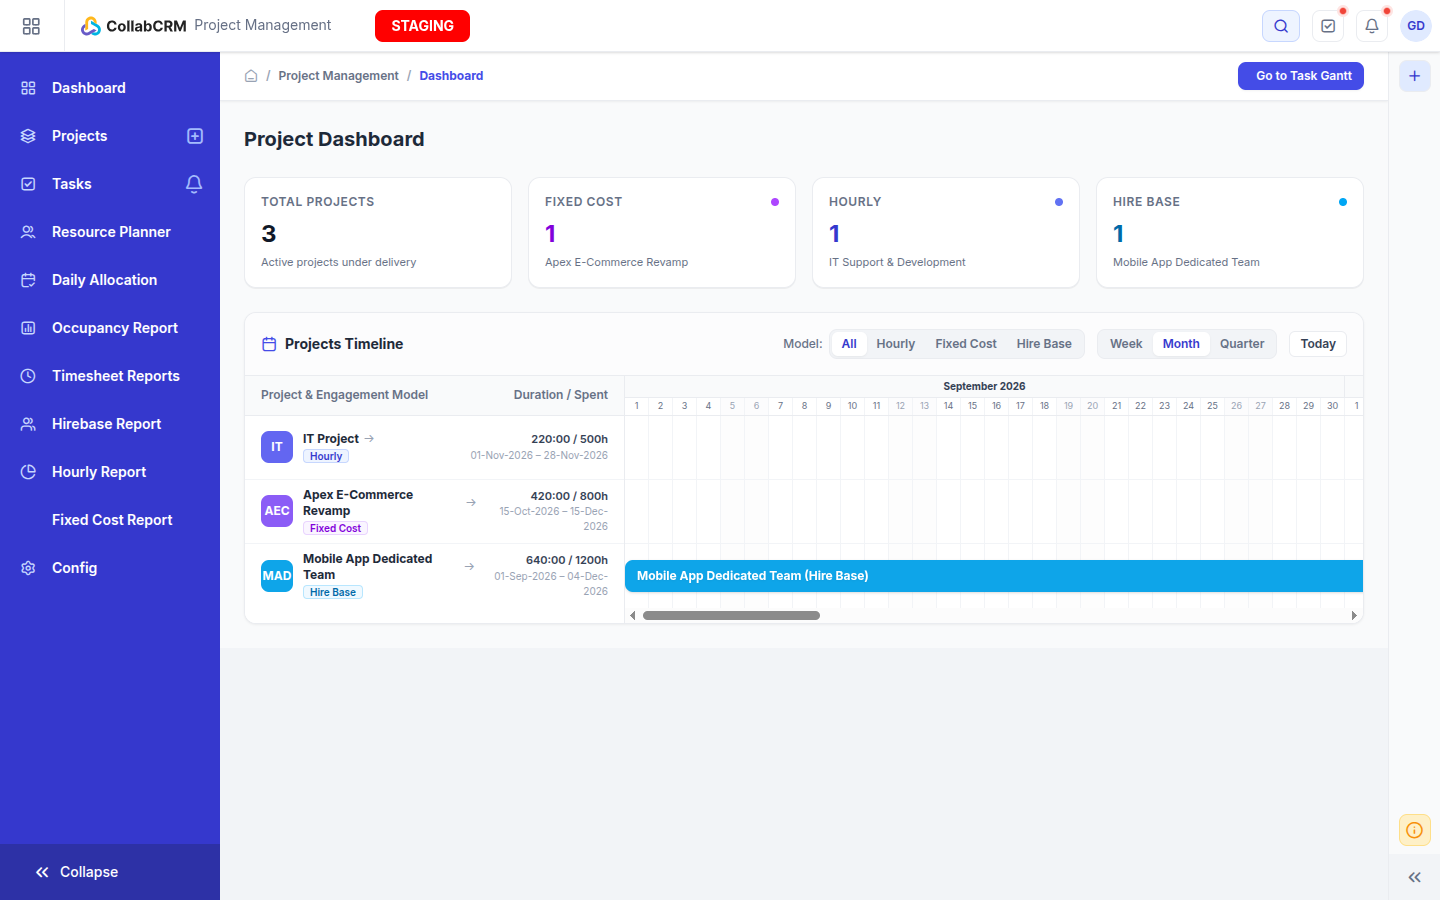 CollabCRM Project Management STAGING GD
Dashboard
Projects
Tasks
Resource Planner
Daily Allocation
Occupancy Report
Timesheet Reports
Hirebase Report
Hourly Report
Fixed Cost Report
Config
Collapse
/ Project Management / Dashboard
Go to Task Gantt
Project Dashboard
TOTAL PROJECTS
3
Active projects under delivery
FIXED COST
1
Apex E-Commerce Revamp
HOURLY
1
IT Support & Development
HIRE BASE
1
Mobile App Dedicated Team
Projects Timeline
Model: All Hourly Fixed Cost Hire Base
Week Month Quarter
Today
Project & Engagement Model Duration / Spent
September 2026
1 2 3 4 5 6 7 8 9 10 11 12 13 14 15 16 17 18 19 20 21 22 23 24 25 26 27 28 29 30 1
IT
IT Project →
Hourly
220:00 / 500h
01-Nov-2026 – 28-Nov-2026
AEC
Apex E-Commerce
Revamp
→
Fixed Cost
420:00 / 800h
15-Oct-2026 – 15-Dec-
2026
MAD
Mobile App Dedicated
Team
→
Hire Base
640:00 / 1200h
01-Sep-2026 – 04-Dec-
2026
Mobile App Dedicated Team (Hire Base)